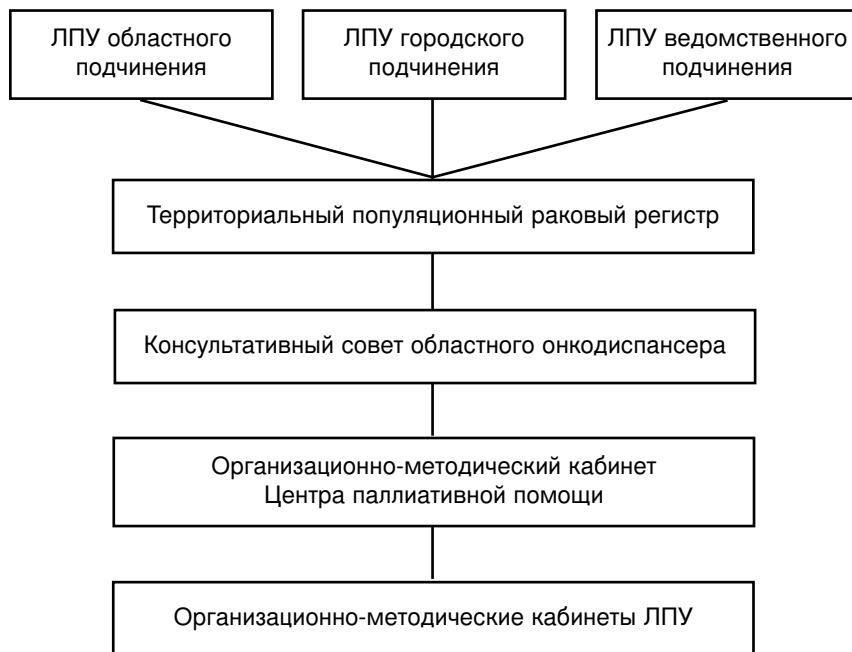 ЛПУ областного
подчинения
ЛПУ городского
подчинения
ЛПУ ведомственного
подчинения
Территориальный популяционный раковый регистр
Консультативный совет областного онкодиспансера
Организационно-методический кабинет
Центра паллиативной помощи
Организационно-методические кабинеты ЛПУ